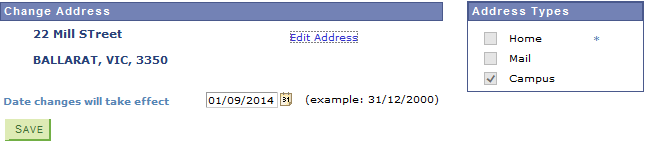 Change Address
22 Mill STreet
Edit Address
BALLARAT, VIC, 3350
Date changes will take effect 01/09/2014 31 (example: 31/12/2000)
SAVE
Address Types
Home *
Mail
Campus